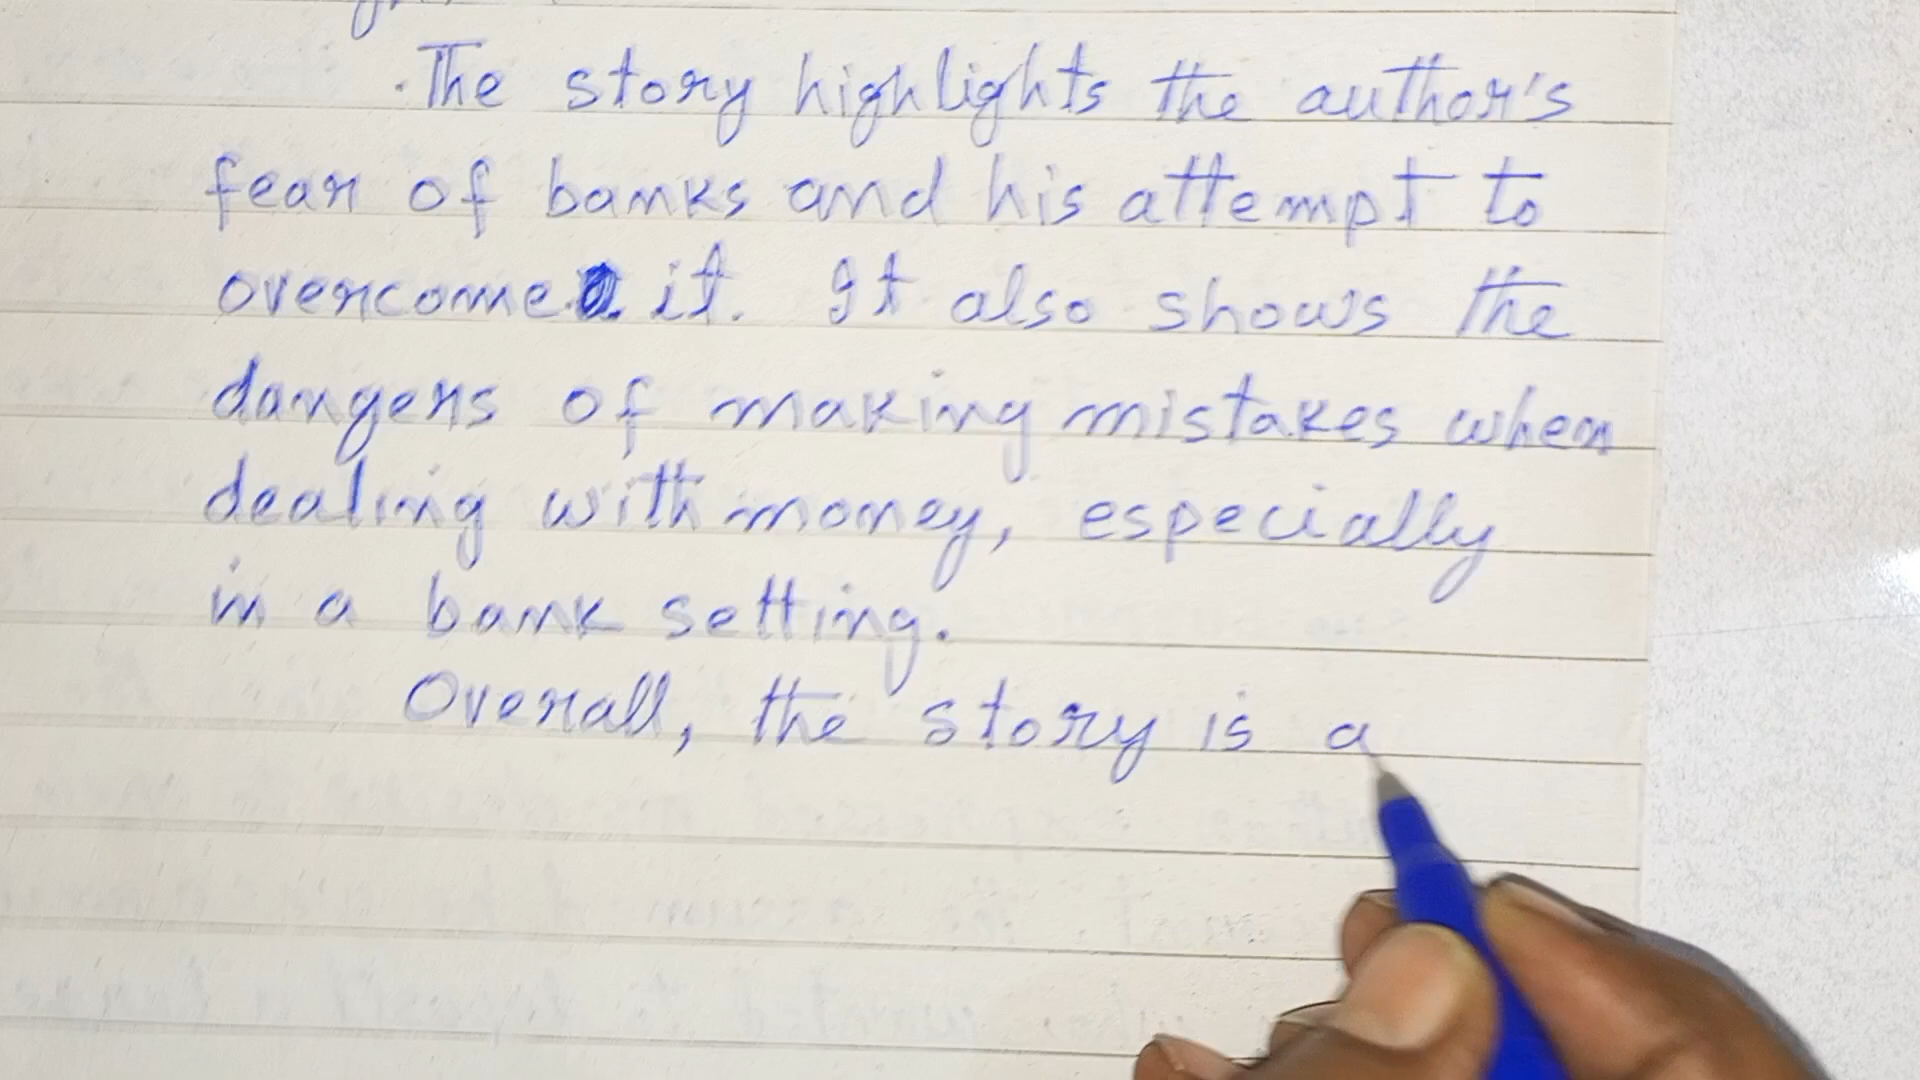 The story highlights the author's
fear of banks and his attempt to
overcome it. It also shows the
dangers of making mistakes when
dealing with money, especially
in a bank setting.
Overall, the story is a